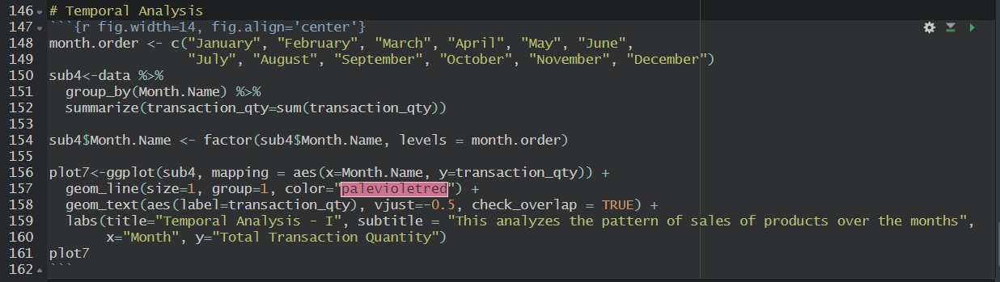 146 # Temporal Analysis
147 ```{r fig.width=14, fig.align='center'}
148 month.order <- c("January", "February", "March", "April", "May", "June",
149                  "July", "August", "September", "October", "November", "December")
150 sub4<-data %>%
151   group_by(Month.Name) %>%
152   summarize(transaction_qty=sum(transaction_qty))
153
154 sub4$Month.Name <- factor(sub4$Month.Name, levels = month.order)
155
156 plot7<-ggplot(sub4, mapping = aes(x=Month.Name, y=transaction_qty)) +
157   geom_line(size=1, group=1, color="palevioletred") +
158   geom_text(aes(label=transaction_qty), vjust=-0.5, check_overlap = TRUE) +
159   labs(title="Temporal Analysis - I", subtitle = "This analyzes the pattern of sales of products over the months",
160        x="Month", y="Total Transaction Quantity")
161 plot7
162 ```